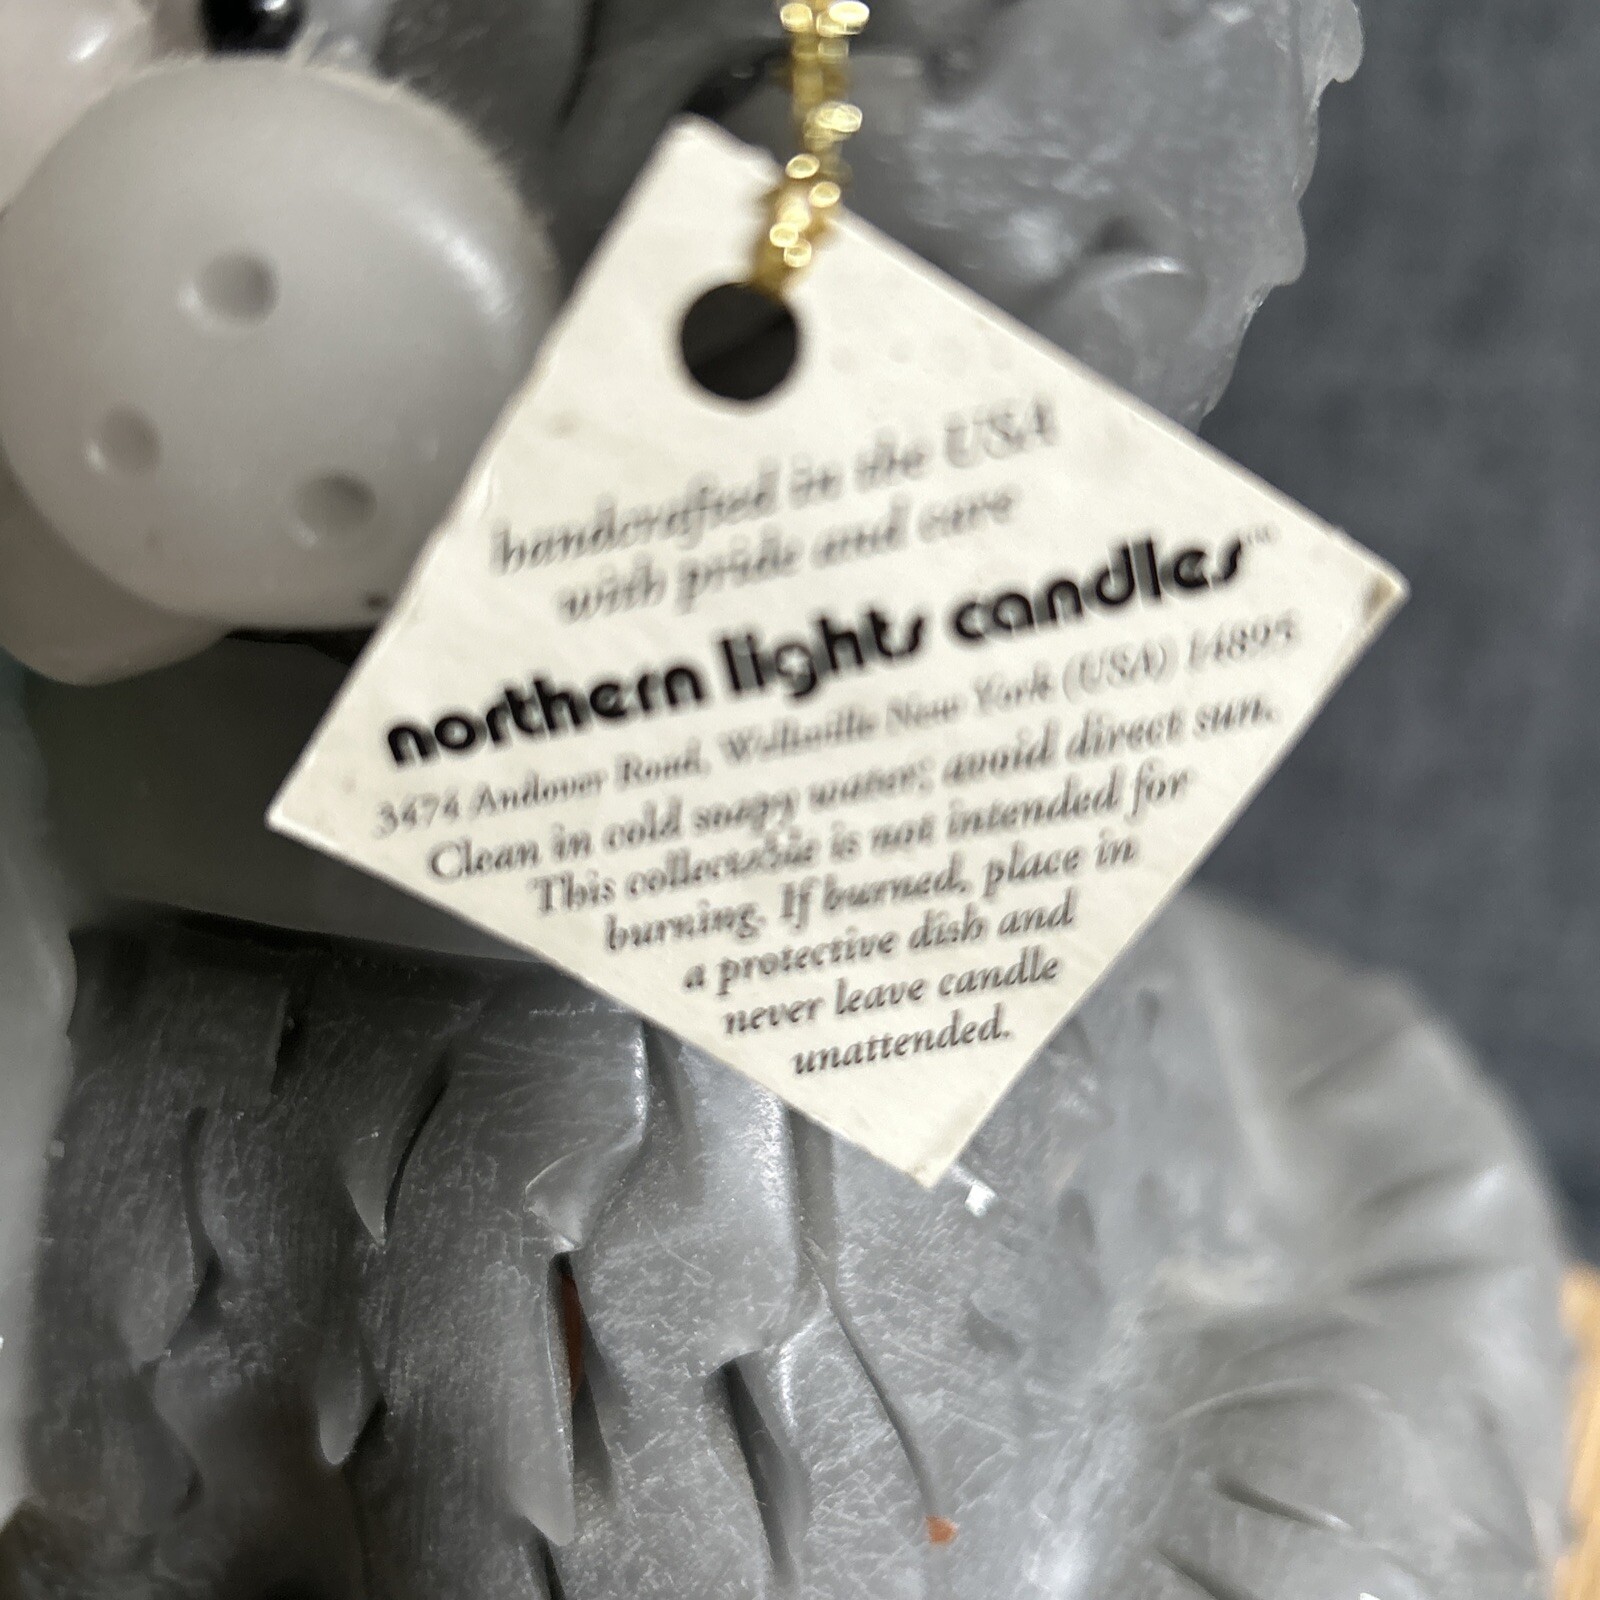 handcrafted in the USA
with pride and care
northern lights candles™
3474 Andover Road, Wellsville New York (USA) 14895
Clean in cold soapy water; avoid direct sun.
This collectable is not intended for
burning. If burned, place in
a protective dish and
never leave candle
unattended.